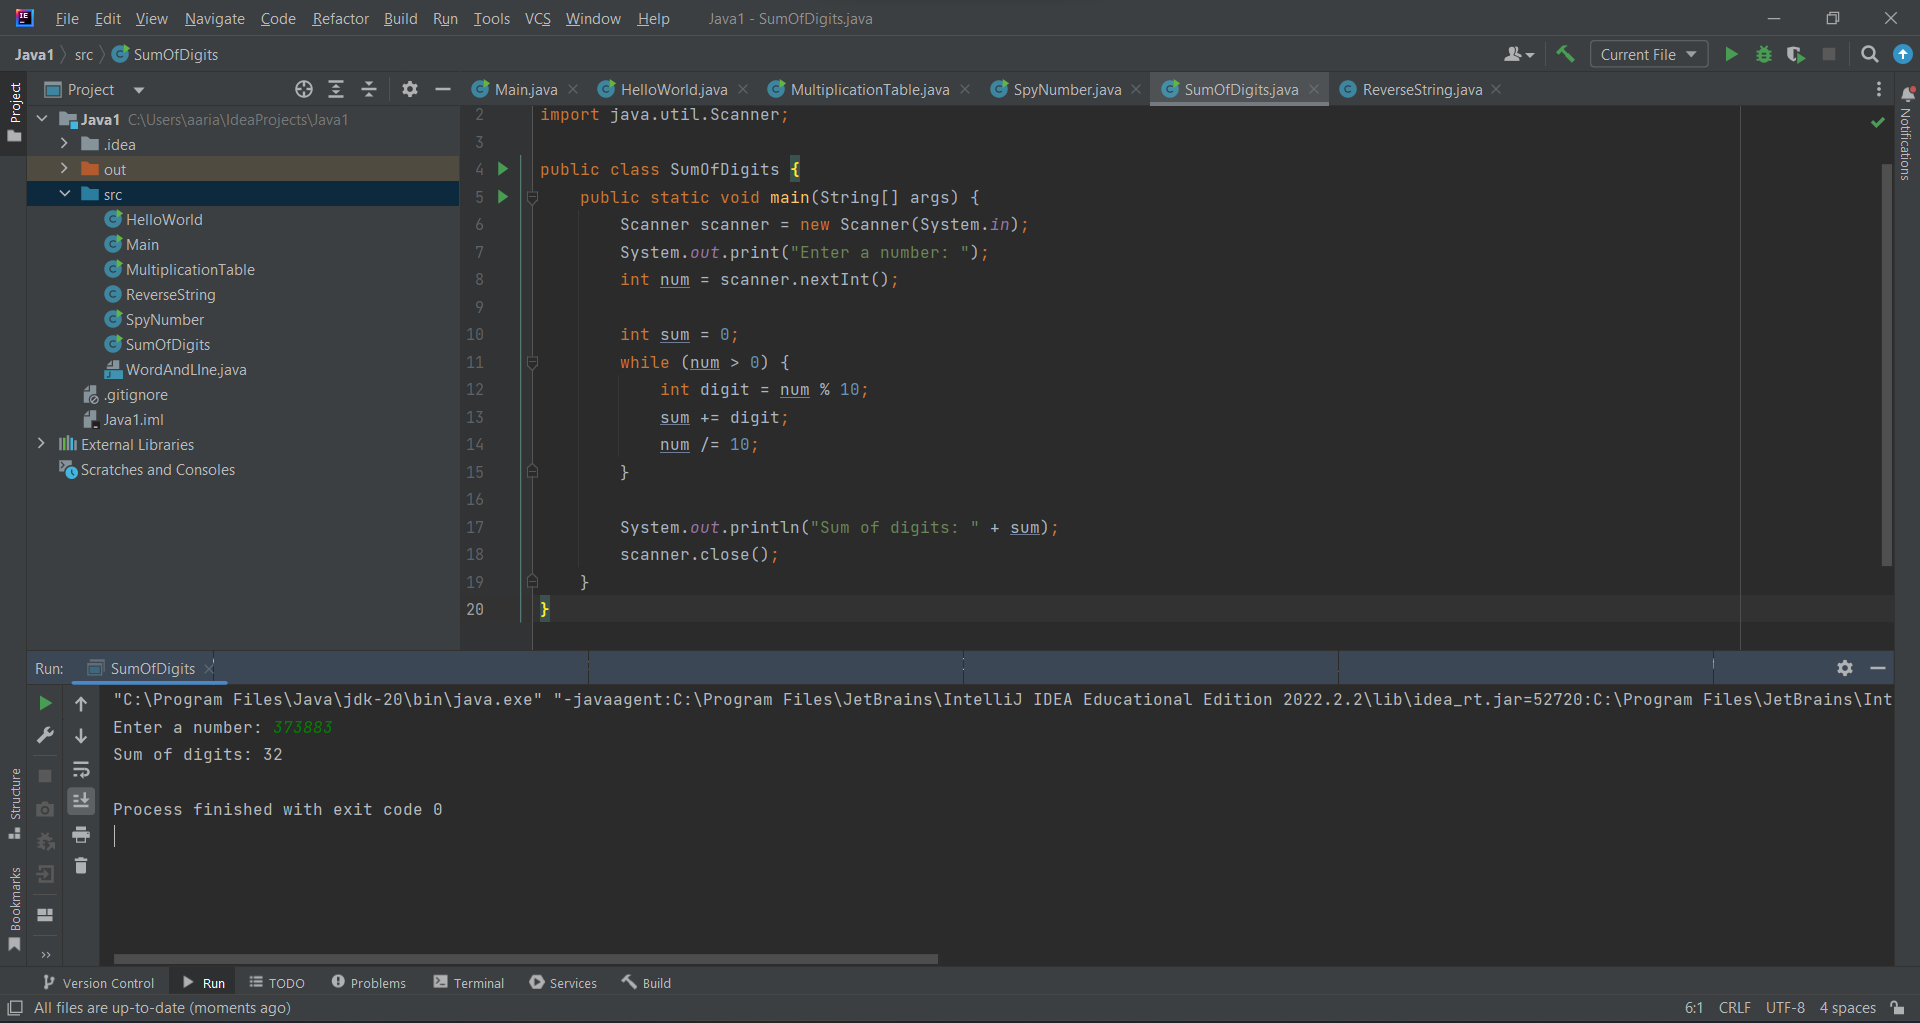 File Edit View Navigate Code Refactor Build Run Tools VCS Window Help Java1 - SumOfDigits.java
Java1 src SumOfDigits Current File
Project Main.java HelloWorld.java MultiplicationTable.java SpyNumber.java SumOfDigits.java ReverseString.java
Project
Java1 C:\Users\aaria\IdeaProjects\Java1
.idea
out
src
HelloWorld
Main
MultiplicationTable
ReverseString
SpyNumber
SumOfDigits
WordAndLIne.java
.gitignore
Java1.iml
External Libraries
Scratches and Consoles
2 import java.util.Scanner;
3
4 public class SumOfDigits {
5 public static void main(String[] args) {
6 Scanner scanner = new Scanner(System.in);
7 System.out.print("Enter a number: ");
8 int num = scanner.nextInt();
9
10 int sum = 0;
11 while (num > 0) {
12 int digit = num % 10;
13 sum += digit;
14 num /= 10;
15 }
16
17 System.out.println("Sum of digits: " + sum);
18 scanner.close();
19 }
20 }
Notifications
Run: SumOfDigits
"C:\Program Files\Java\jdk-20\bin\java.exe" "-javaagent:C:\Program Files\JetBrains\IntelliJ IDEA Educational Edition 2022.2.2\lib\idea_rt.jar=52720:C:\Program Files\JetBrains\Int
Enter a number: 373883
Sum of digits: 32
Process finished with exit code 0
Structure
Bookmarks
Version Control Run TODO Problems Terminal Services Build
All files are up-to-date (moments ago) 6:1 CRLF UTF-8 4 spaces